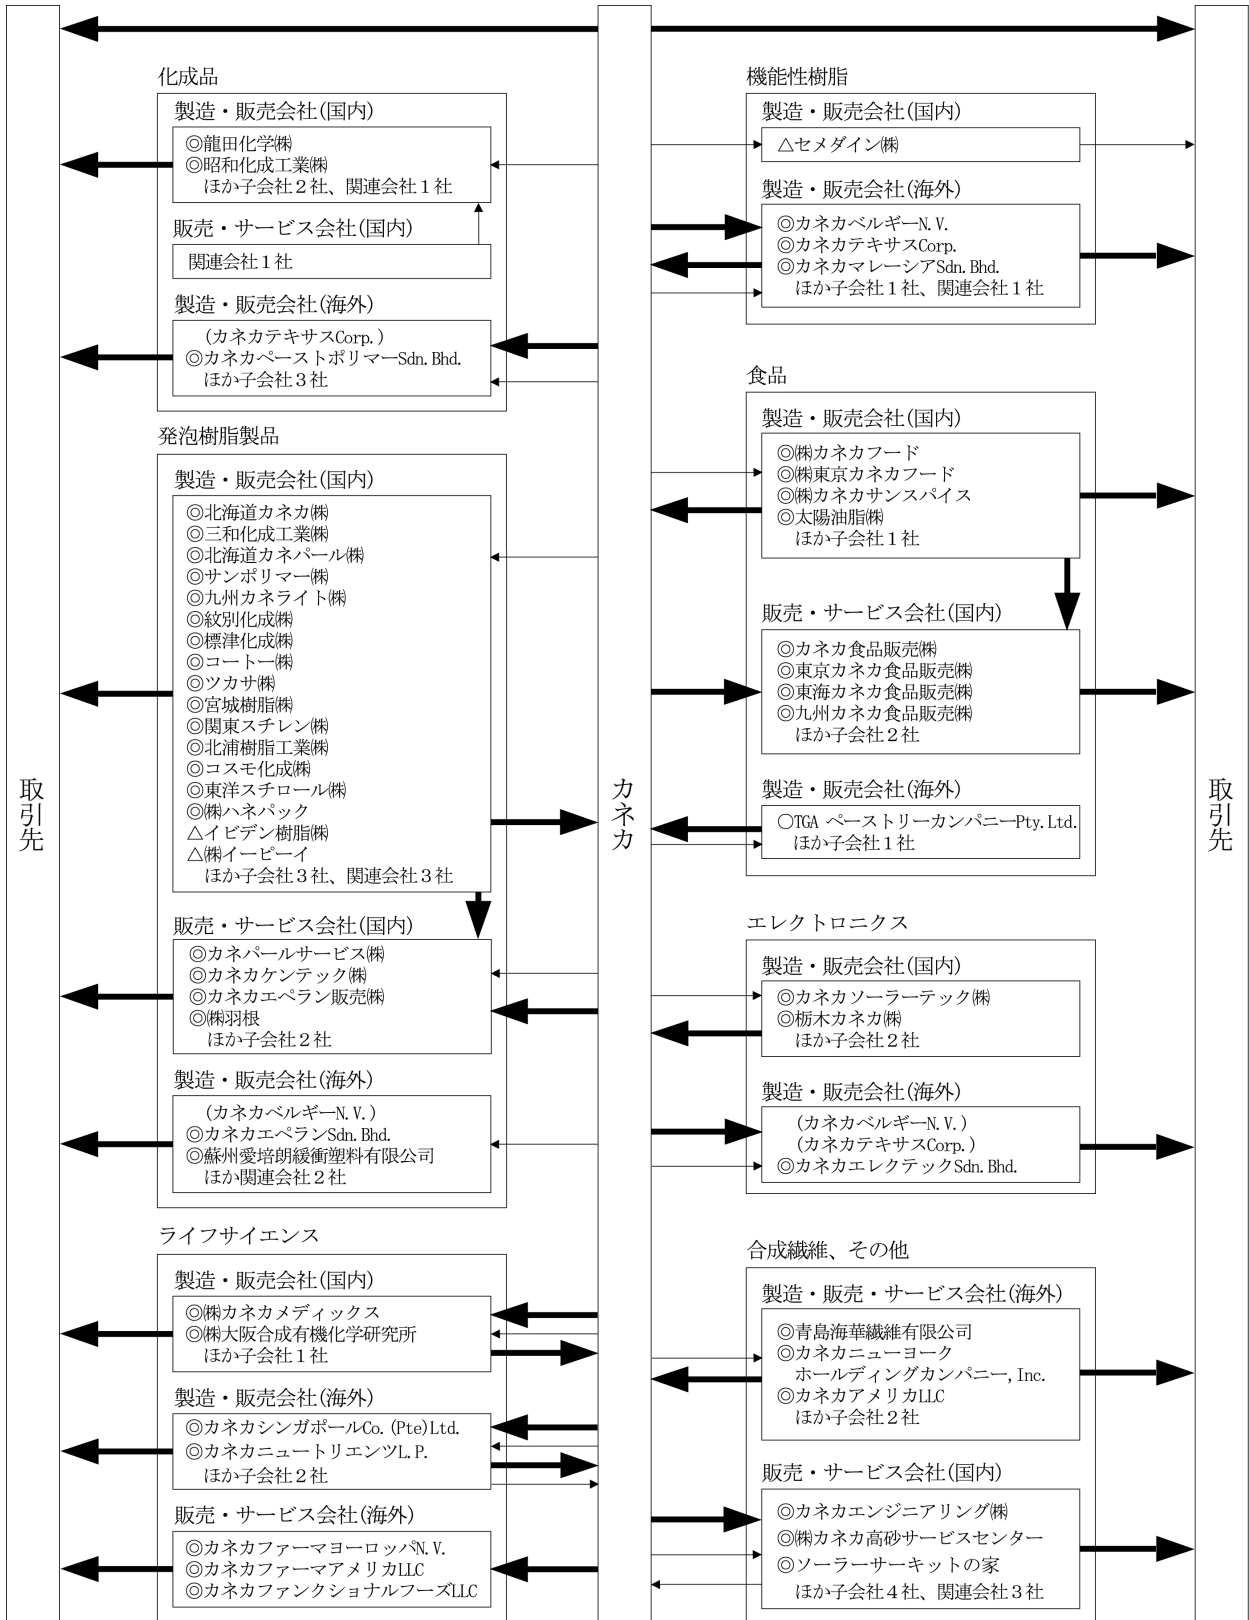 取引先
化成品
製造・販売会社(国内)
◎龍田化学㈱
◎昭和化成工業㈱
ほか子会社２社、関連会社１社
販売・サービス会社(国内)
関連会社１社
製造・販売会社(海外)
(カネカテキサスCorp.)
◎カネカペーストポリマーSdn.Bhd.
ほか子会社３社
発泡樹脂製品
製造・販売会社(国内)
◎北海道カネカ㈱
◎三和化成工業㈱
◎北海道カネパール㈱
◎サンポリマー㈱
◎九州カネライト㈱
◎紋別化成㈱
◎標津化成㈱
◎コートー㈱
◎ツカサ㈱
◎宮城樹脂㈱
◎関東スチレン㈱
◎北浦樹脂工業㈱
◎コスモ化成㈱
◎東洋スチロール㈱
◎㈱ハネパック
△イビデン樹脂㈱
△㈱イーピーイ
ほか子会社３社、関連会社３社
販売・サービス会社(国内)
◎カネパールサービス㈱
◎カネカケンテック㈱
◎カネカエペラン販売㈱
◎㈱羽根
ほか子会社２社
製造・販売会社(海外)
(カネカベルギーN.V.)
◎カネカエペランSdn.Bhd.
◎蘇州愛培朗緩衝塑料有限公司
ほか関連会社２社
ライフサイエンス
製造・販売会社(国内)
◎㈱カネカメディックス
◎㈱大阪合成有機化学研究所
ほか子会社１社
製造・販売会社(海外)
◎カネカシンガポールCo.(Pte)Ltd.
◎カネカニュートリエンツL.P.
ほか子会社２社
販売・サービス会社(海外)
◎カネカファーマヨーロッパN.V.
◎カネカファーマアメリカLLC
◎カネカファンクショナルフーズLLC
カネカ
機能性樹脂
製造・販売会社(国内)
△セメダイン㈱
製造・販売会社(海外)
◎カネカベルギーN.V.
◎カネカテキサスCorp.
◎カネカマレーシアSdn.Bhd.
ほか子会社１社、関連会社１社
食品
製造・販売会社(国内)
◎㈱カネカフード
◎㈱東京カネカフード
◎㈱カネカサンスパイス
◎太陽油脂㈱
ほか子会社１社
販売・サービス会社(国内)
◎カネカ食品販売㈱
◎東京カネカ食品販売㈱
◎東海カネカ食品販売㈱
◎九州カネカ食品販売㈱
ほか子会社２社
製造・販売会社(海外)
○TGA ペーストリーカンパニーPty.Ltd.
ほか子会社１社
エレクトロニクス
製造・販売会社(国内)
◎カネカソーラーテック㈱
◎栃木カネカ㈱
ほか子会社２社
製造・販売会社(海外)
(カネカベルギーN.V.)
(カネカテキサスCorp.)
◎カネカエレクテックSdn.Bhd.
合成繊維、その他
製造・販売・サービス会社(海外)
◎青島海華繊維有限公司
◎カネカニューヨーク
ホールディングカンパニー,Inc.
◎カネカアメリカLLC
ほか子会社２社
販売・サービス会社(国内)
◎カネカエンジニアリング㈱
◎㈱カネカ高砂サービスセンター
◎ソーラーサーキットの家
ほか子会社４社、関連会社３社
取引先